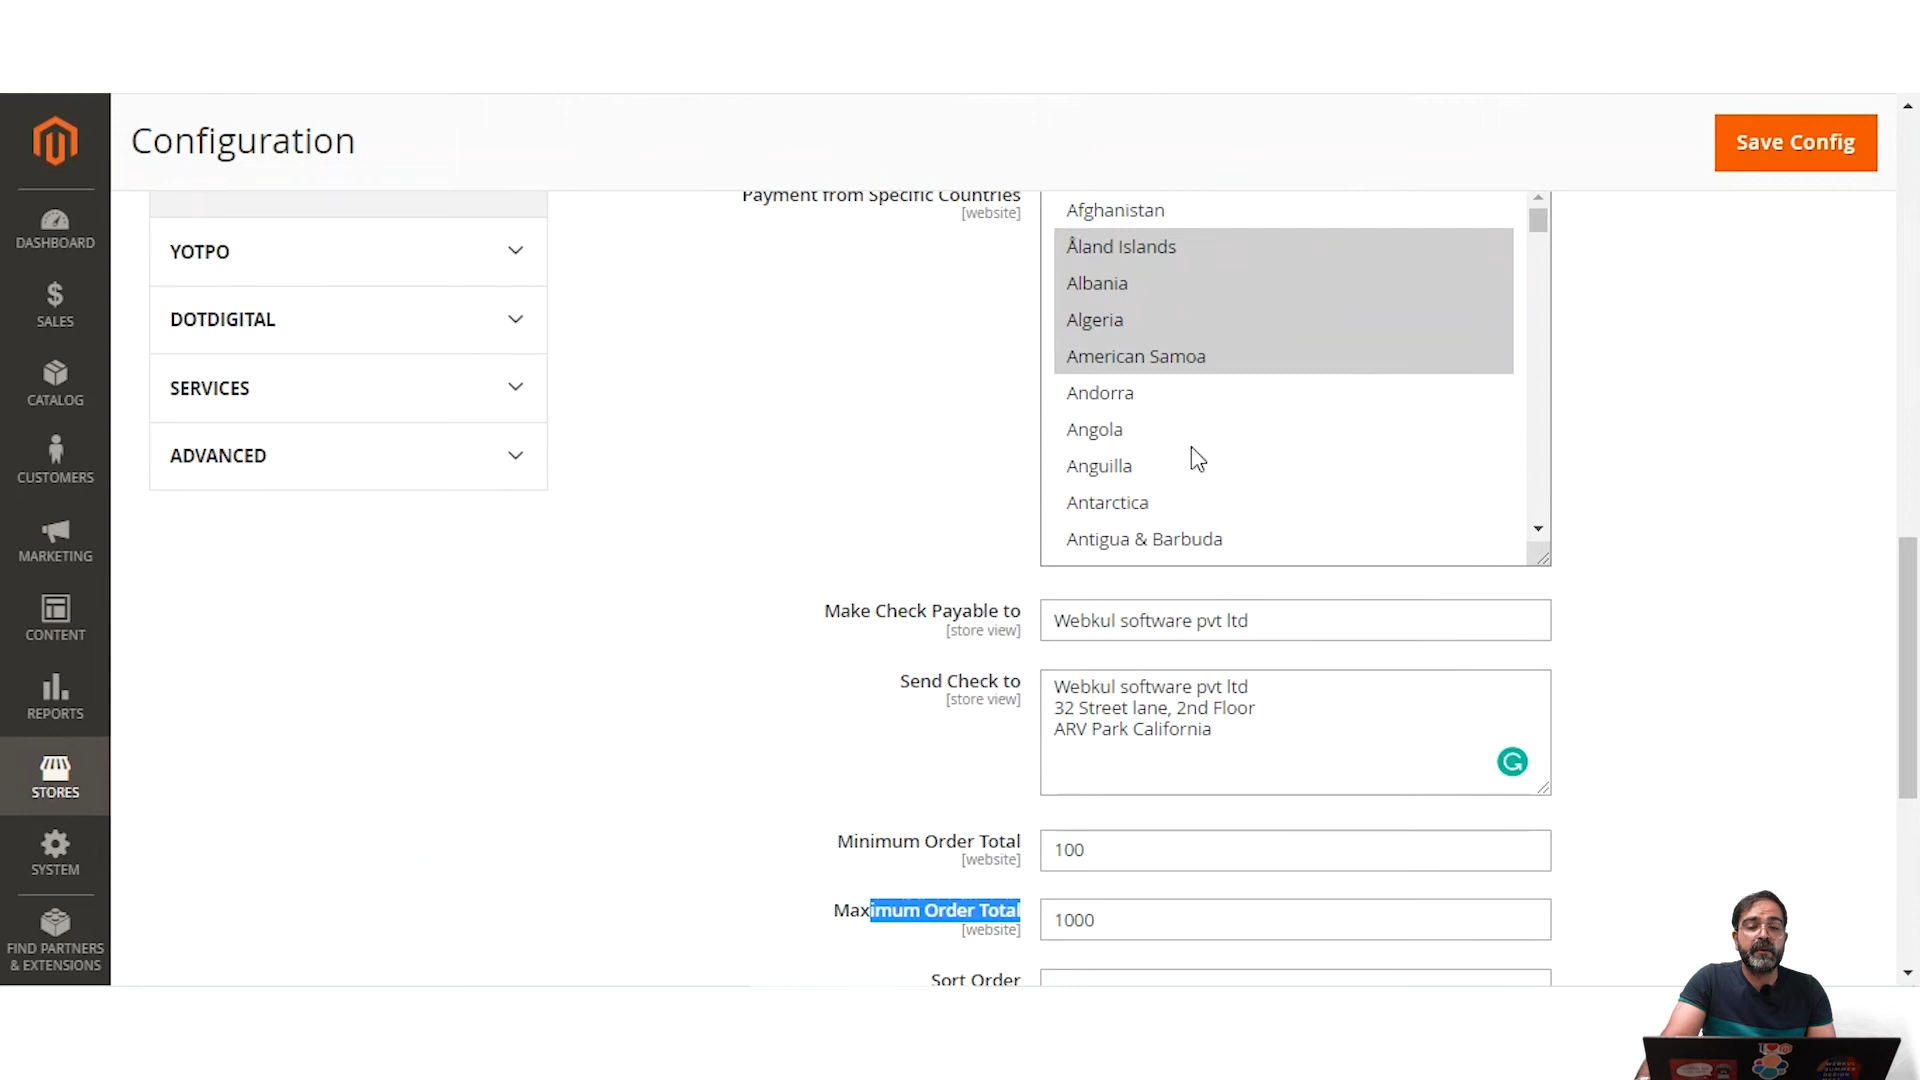 Configuration
Save Config
DASHBOARD
SALES
CATALOG
CUSTOMERS
MARKETING
CONTENT
REPORTS
STORES
SYSTEM
FIND PARTNERS
& EXTENSIONS
YOTPO
DOTDIGITAL
SERVICES
ADVANCED
Payment from Specific Countries
[website]
Afghanistan
Åland Islands
Albania
Algeria
American Samoa
Andorra
Angola
Anguilla
Antarctica
Antigua & Barbuda
Make Check Payable to
[store view]
Webkul software pvt ltd
Send Check to
[store view]
Webkul software pvt ltd
32 Street lane, 2nd Floor
ARV Park California
Minimum Order Total
[website]
100
Maximum Order Total
[website]
1000
Sort Order